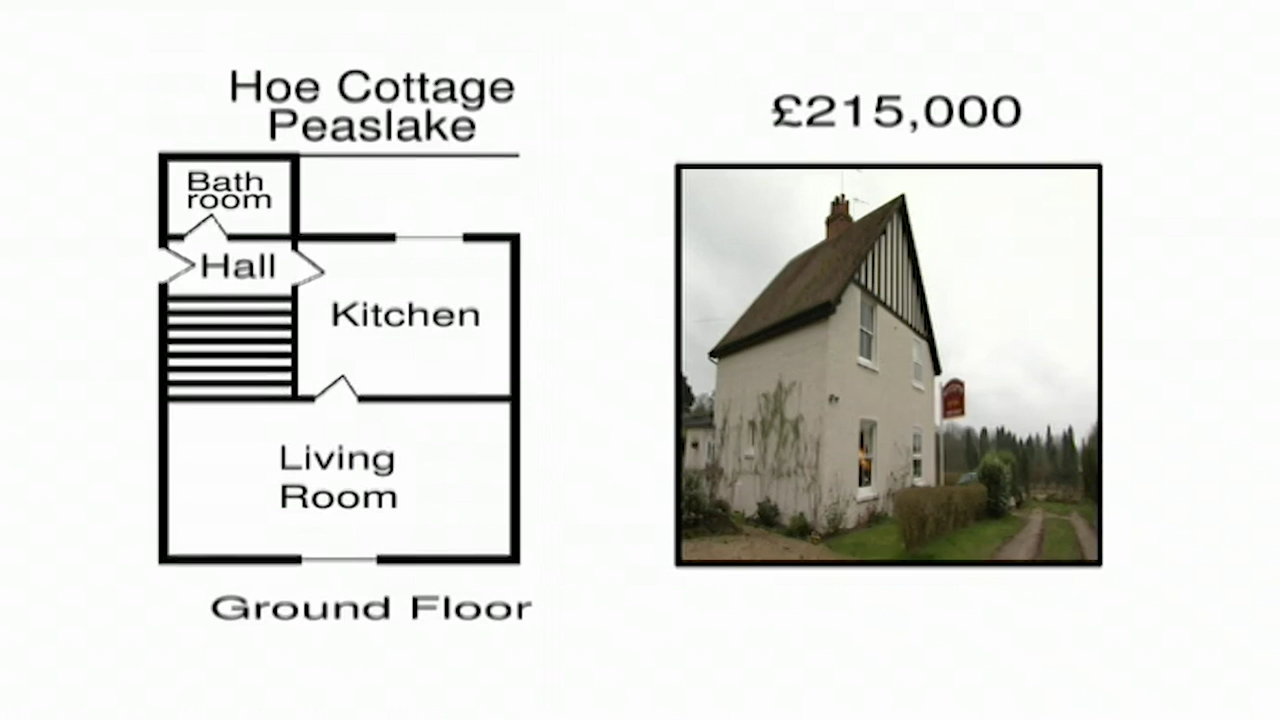 Hoe Cottage
Peaslake
£215,000
Bath
room
Hall
Kitchen
Living
Room
Ground Floor